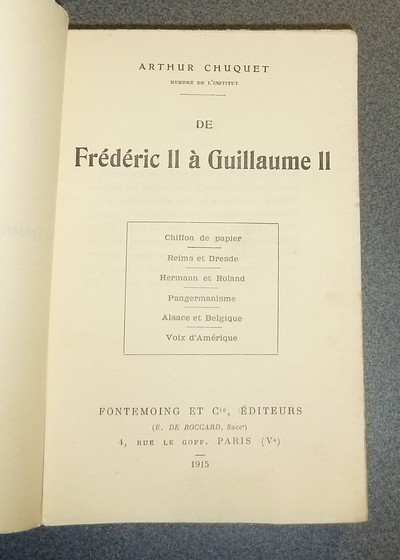 ARTHUR CHUQUET
MEMBRE DE L'INSTITUT
DE
Frédéric II à Guillaume II
Chiffon de papier
Reims et Dresde
Hermann et Roland
Pangermanisme
Alsace et Belgique
Voix d'Amérique
FONTEMOING ET Cie, ÉDITEURS
(E. DE BOCCARD, Succr)
4, RUE LE GOFF. PARIS (Ve)
1915